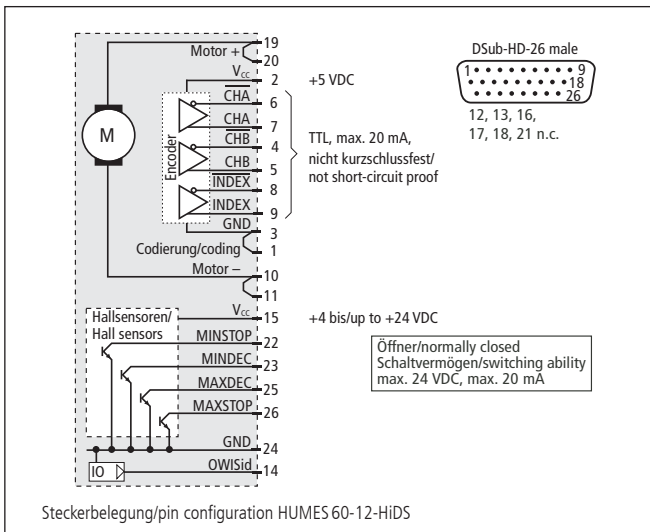 Motor +
19
20
V_CC
2
+5 VDC
CHA
6
CHA
7
CHB
4
CHB
5
INDEX
8
INDEX
9
GND
3
Codierung/coding
1
Motor –
10
11
M
Encoder
TTL, max. 20 mA,
nicht kurzschlussfest/
not short-circuit proof
DSub-HD-26 male
1
9
18
26
12, 13, 16,
17, 18, 21 n.c.
Hallsensoren/
Hall sensors
V_CC
15
+4 bis/up to +24 VDC
MINSTOP
22
MINDEC
23
MAXDEC
25
MAXSTOP
26
GND
24
IO
OWISid
14
Öffner/normally closed
Schaltvermögen/switching ability
max. 24 VDC, max. 20 mA
Steckerbelegung/pin configuration HUMES 60-12-HiDS